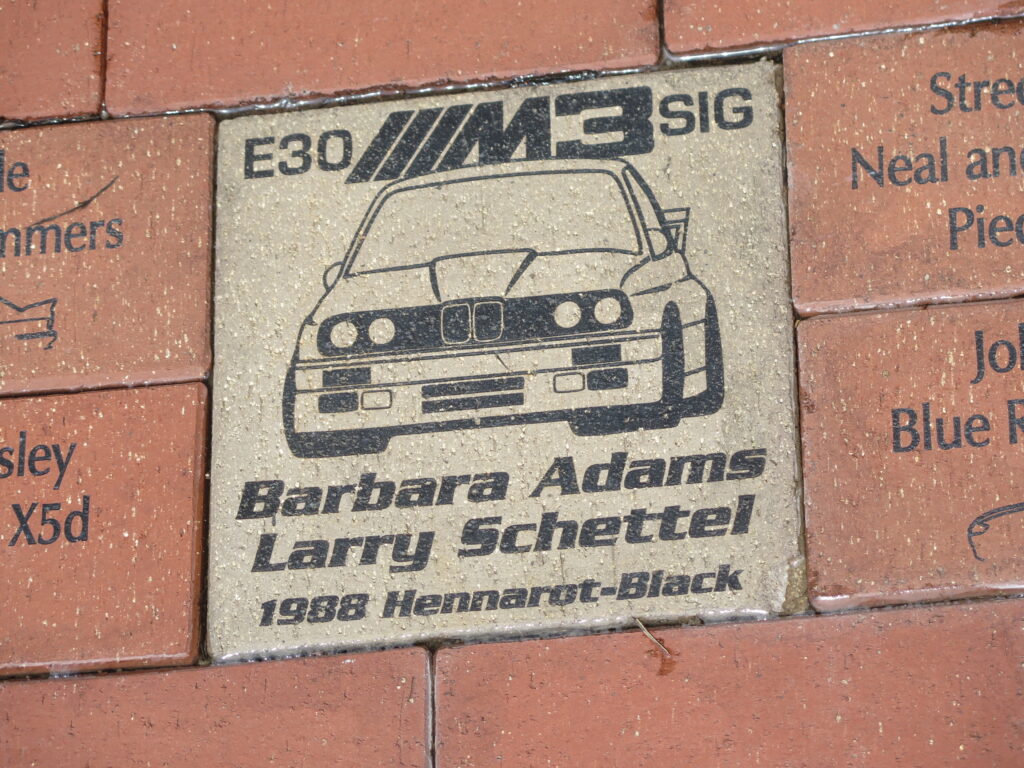 E30 M3 SIG
Barbara Adams
Larry Schettel
1988 Hennarot-Black
le
mmers
sley
X5d
Stree
Neal and
Piec
Jo
Blue R